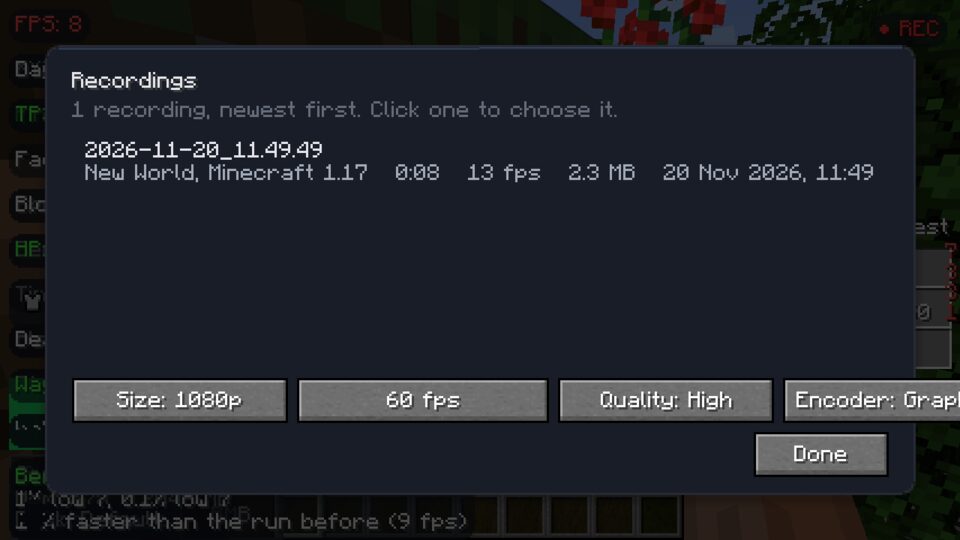 FPS: 8
● REC
Recordings
1 recording, newest first. Click one to choose it.
2026-11-20_11.49.49
New World, Minecraft 1.17 0:08 13 fps 2.3 MB 20 Nov 2026, 11:49
Size: 1080p
60 fps
Quality: High
Encoder: Grap
Done
faster than the run before (9 fps)